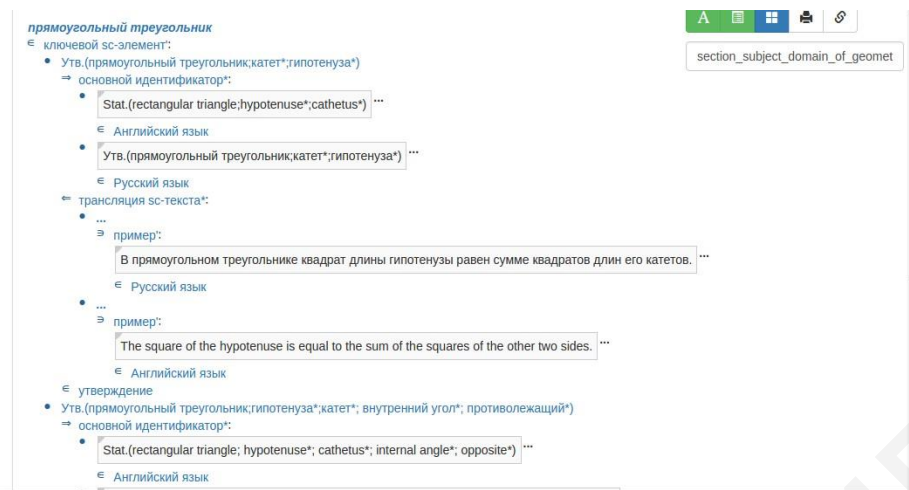 прямоугольный треугольник
∈ ключевой sc-элемент':
• Утв.(прямоугольный треугольник;катет*;гипотенуза*)
⇒ основной идентификатор*:
• Stat.(rectangular triangle;hypotenuse*;cathetus*) ...
∈ Английский язык
• Утв.(прямоугольный треугольник;катет*;гипотенуза*) ...
∈ Русский язык
⇐ трансляция sc-текста*:
• ...
∋ пример':
В прямоугольном треугольнике квадрат длины гипотенузы равен сумме квадратов длин его катетов. ...
∈ Русский язык
• ...
∋ пример':
The square of the hypotenuse is equal to the sum of the squares of the other two sides. ...
∈ Английский язык
∈ утверждение
• Утв.(прямоугольный треугольник;гипотенуза*;катет*; внутренний угол*; противолежащий*)
⇒ основной идентификатор*:
• Stat.(rectangular triangle; hypotenuse*; cathetus*; internal angle*; opposite*) ...
∈ Английский язык
A
section_subject_domain_of_geomet